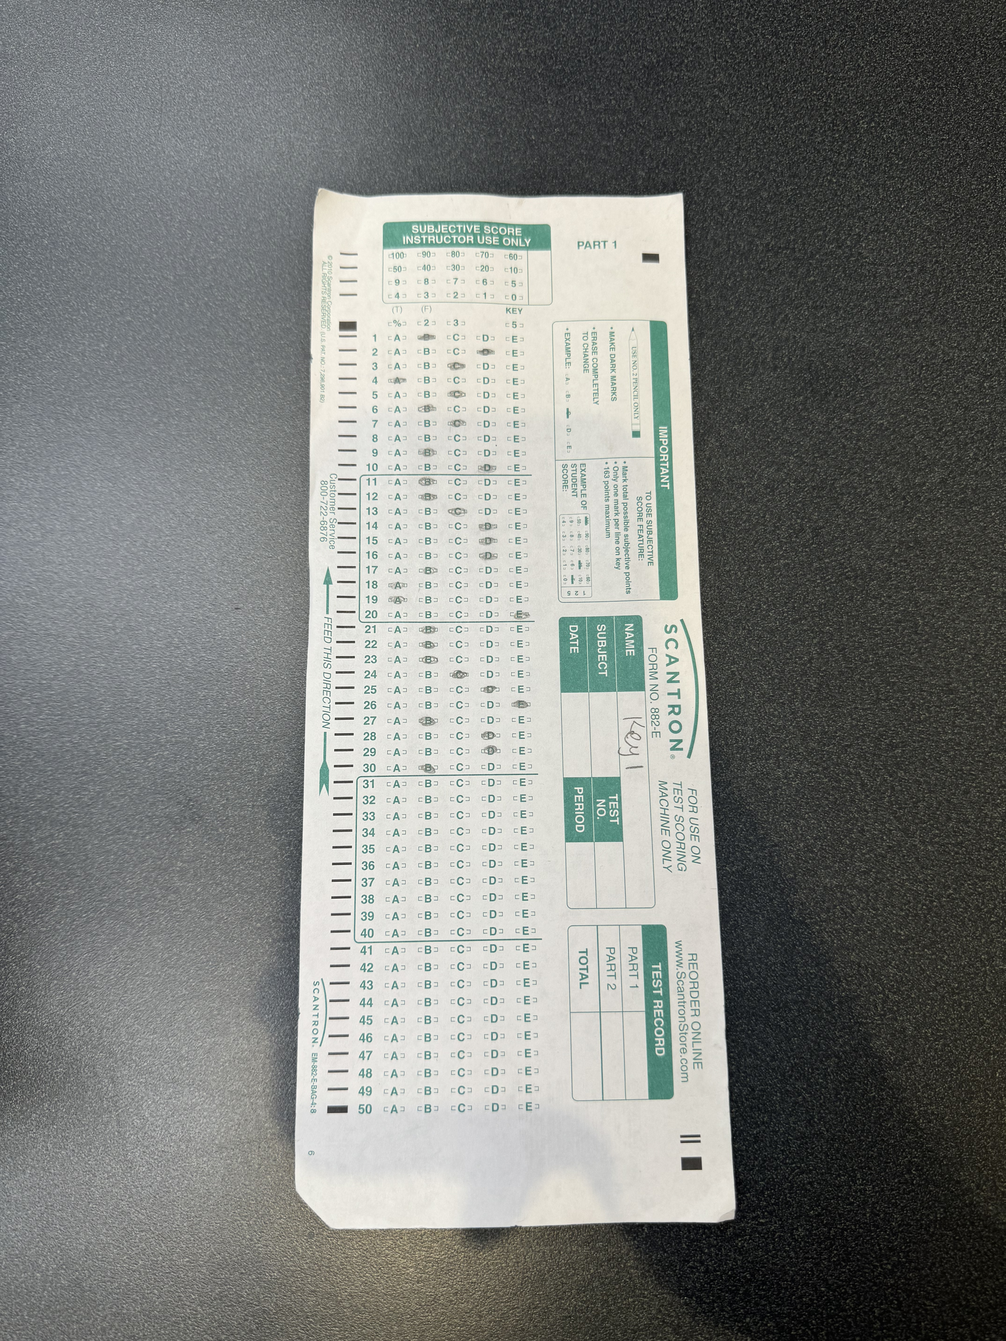 SUBJECTIVE SCORE
INSTRUCTOR USE ONLY
100 90 80 70 60
50 40 30 20 10
9 8 7 6 5
4 3 2 1 0
(T) (F) KEY
% 2 3 5
1 A C D E
2 A B C D E
3 A B C D E
4 A B C D E
5 A B C D E
6 A B C D E
7 A B C D E
8 A B C D E
9 A B C D E
10 A B C D E
11 A B C D E
12 A B C D E
13 A B C D E
14 A B C D E
15 A B C D E
16 A B C D E
17 A B C D E
18 A B C D E
19 A B C D E
20 A B C D E
21 A B C D E
22 A B C D E
23 A B C D E
24 A B C D E
25 A B C D E
26 A B C D E
27 A B C D E
28 A B C D E
29 A B C D E
30 A B C D E
31 A B C D E
32 A B C D E
33 A B C D E
34 A B C D E
35 A B C D E
36 A B C D E
37 A B C D E
38 A B C D E
39 A B C D E
40 A B C D E
41 A B C D E
42 A B C D E
43 A B C D E
44 A B C D E
45 A B C D E
46 A B C D E
47 A B C D E
48 A B C D E
49 A B C D E
50 A B C D E
PART 1
IMPORTANT
USE NO. 2 PENCIL ONLY
• MAKE DARK MARKS
• ERASE COMPLETELY
TO CHANGE
• EXAMPLE: A B D E
TO USE SUBJECTIVE
SCORE FEATURE:
• Mark total possible subjective points
• Only one mark per line on key
• 163 points maximum
EXAMPLE OF
STUDENT
SCORE:
SCANTRON®
FORM NO. 882-E
FOR USE ON
TEST SCORING
MACHINE ONLY
REORDER ONLINE
www.ScantronStore.com
NAME Key 1
SUBJECT
TEST NO.
DATE
PERIOD
TEST RECORD
PART 1
PART 2
TOTAL
© 2010 Scantron Corporation
ALL RIGHTS RESERVED.
Customer Service
800-722-6876
FEED THIS DIRECTION
SCANTRON® EM-882-E-BAG-4: B
6